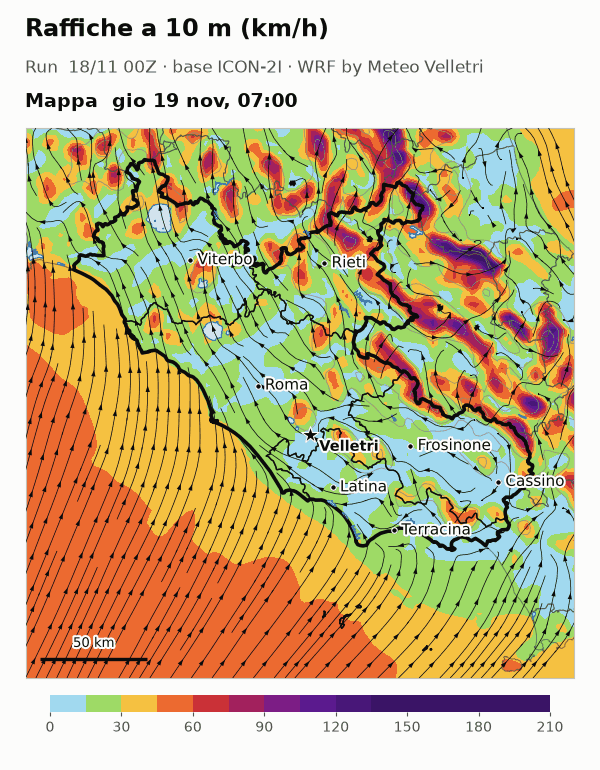 Raffiche a 10 m (km/h)
Run  18/11 00Z · base ICON-2I · WRF by Meteo Velletri
Mappa  gio 19 nov, 07:00
Viterbo
Rieti
Roma
Velletri
Frosinone
Latina
Cassino
Terracina
50 km
0 30 60 90 120 150 180 210